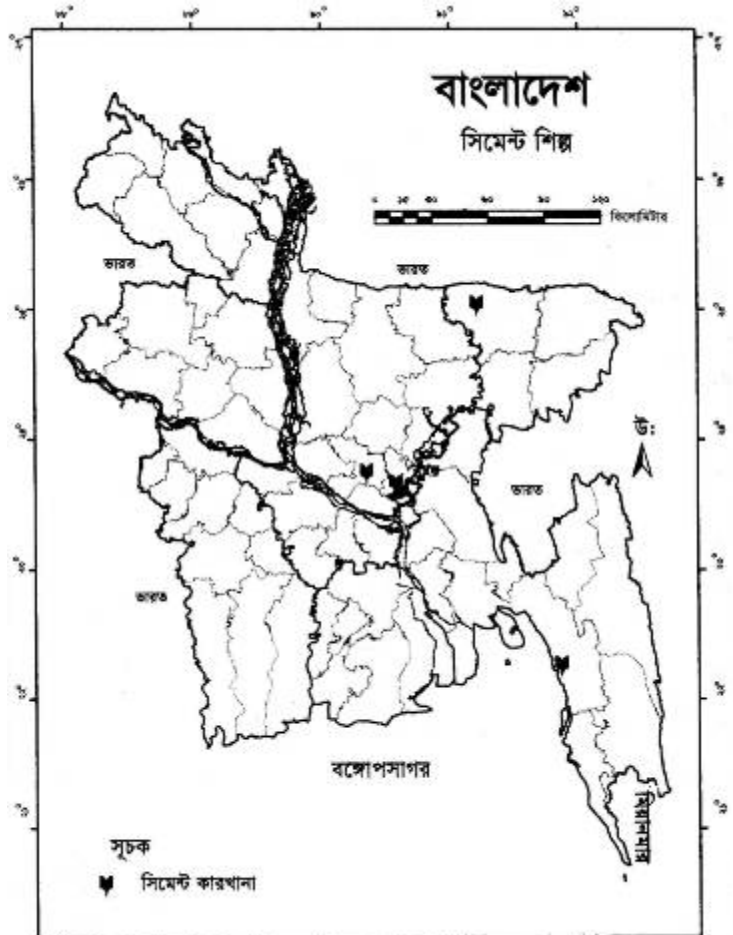 বাংলাদেশ
সিমেন্ট শিল্প
কিলোমিটার
ভারত
ভারত
উঃ
ভারত
ভারত
বঙ্গোপসাগর
মিয়ানমার
সূচক
সিমেন্ট কারখানা